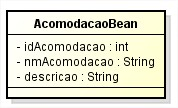 AcomodacaoBean
- idAcomodacao : int
- nmAcomodacao : String
- descricao : String